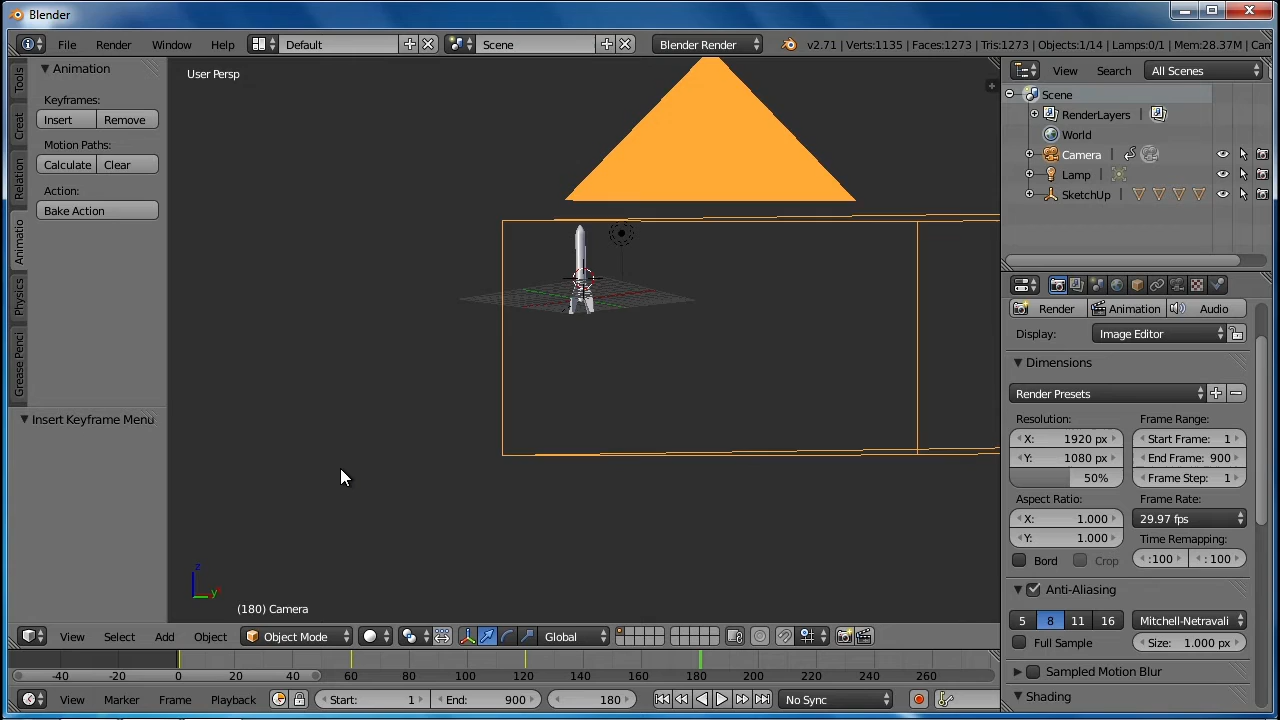 Blender
File Render Window Help Default Scene Blender Render v2.71 | Verts:1135 | Faces:1273 | Tris:1273 | Objects:1/14 | Lamps:0/1 | Mem:28.37M | Cam
Tools
Creat
Relation
Animatio
Physics
Grease Penci
Animation
Keyframes:
Insert Remove
Motion Paths:
Calculate Clear
Action:
Bake Action
Insert Keyframe Menu
User Persp
z
y
(180) Camera
View Search All Scenes
Scene
RenderLayers
World
Camera
Lamp
SketchUp
Render Animation Audio
Display: Image Editor
Dimensions
Render Presets
Resolution: Frame Range:
X: 1920 px Start Frame: 1
Y: 1080 px End Frame: 900
50% Frame Step: 1
Aspect Ratio: Frame Rate:
X: 1.000 29.97 fps
Y: 1.000 Time Remapping:
Bord Crop :100 : 100
Anti-Aliasing
5 8 11 16 Mitchell-Netravali
Full Sample Size: 1.000 px
Sampled Motion Blur
Shading
View Select Add Object Object Mode Global
-40 -20 0 20 40 60 80 100 120 140 160 180 200 220 240 260
View Marker Frame Playback Start: 1 End: 900 180 No Sync